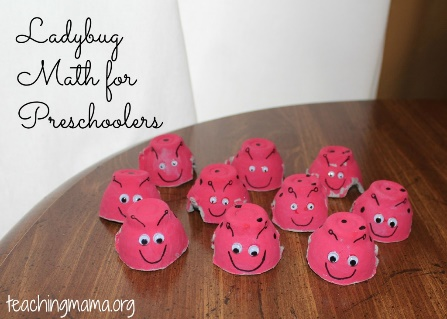 Ladybug
Math for
Preschoolers
teachingmama.org